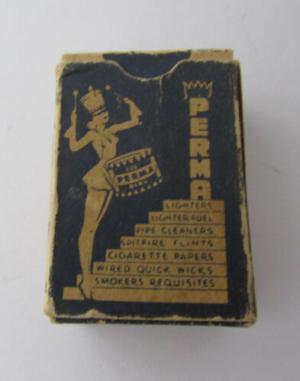 PERMA
PERMA
LIGHTERS
LIGHTER FUEL
PIPE CLEANERS
SPITFIRE FLINTS
CIGARETTE PAPERS
WIRED QUICK WICKS
SMOKERS REQUISITES